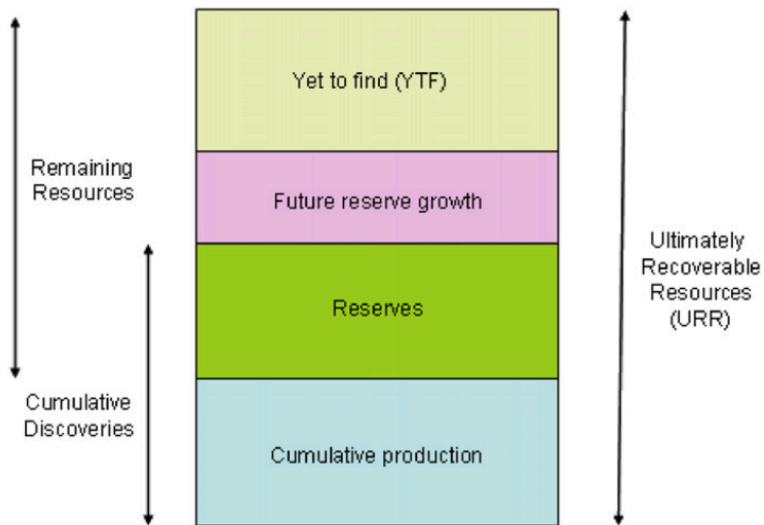 Yet to find (YTF)
Remaining
Resources
Future reserve growth
Ultimately
Recoverable
Resources
(URR)
Reserves
Cumulative
Discoveries
Cumulative production